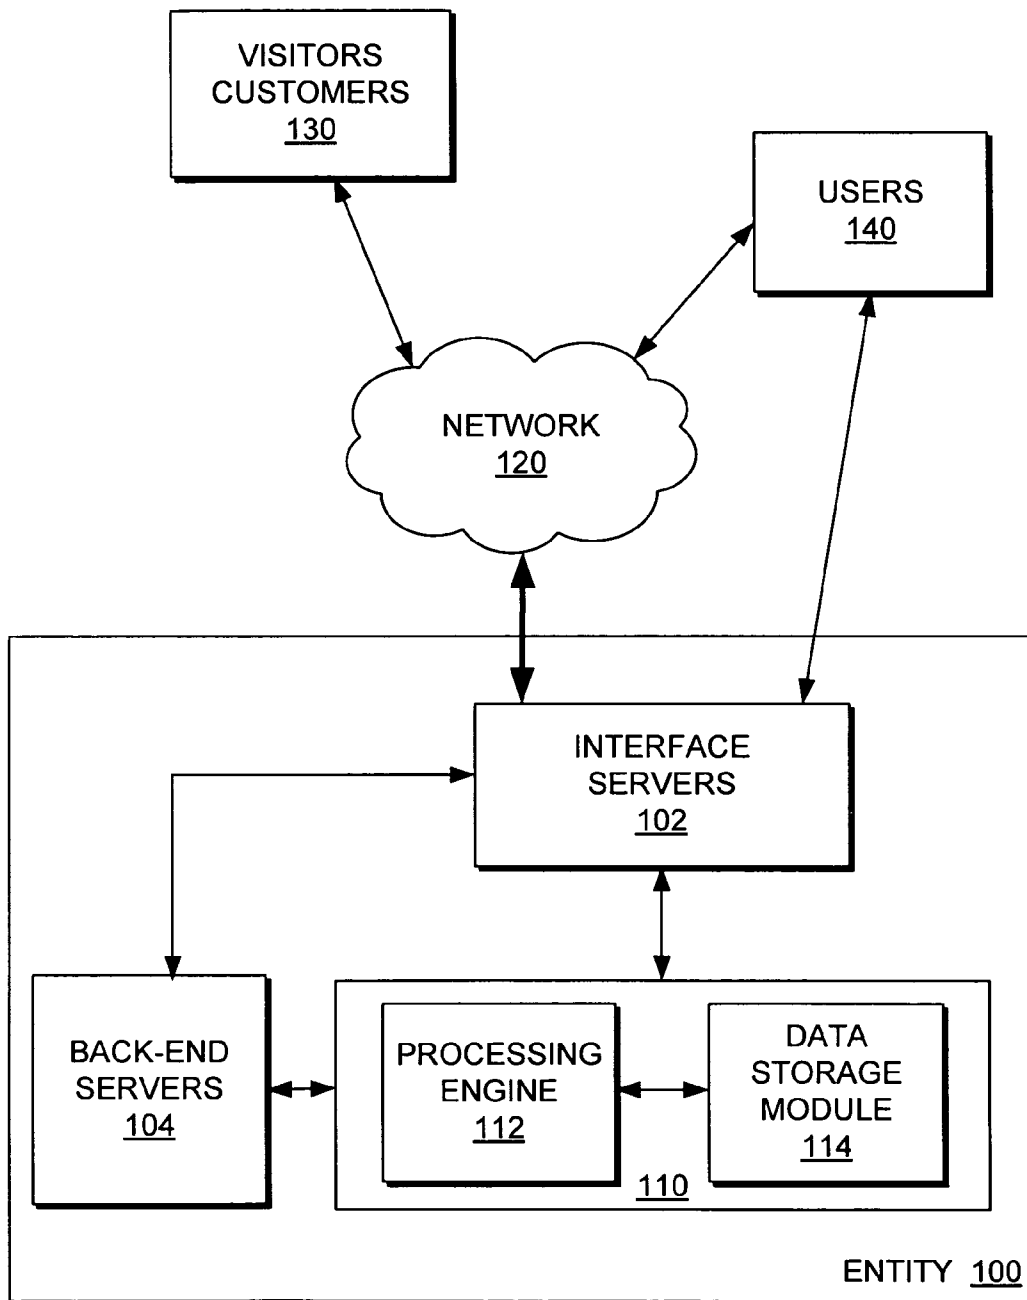 VISITORS
CUSTOMERS
130
USERS
140
NETWORK
120
INTERFACE
SERVERS
102
BACK-END
SERVERS
104
PROCESSING
ENGINE
112
DATA
STORAGE
MODULE
114
110
ENTITY 100